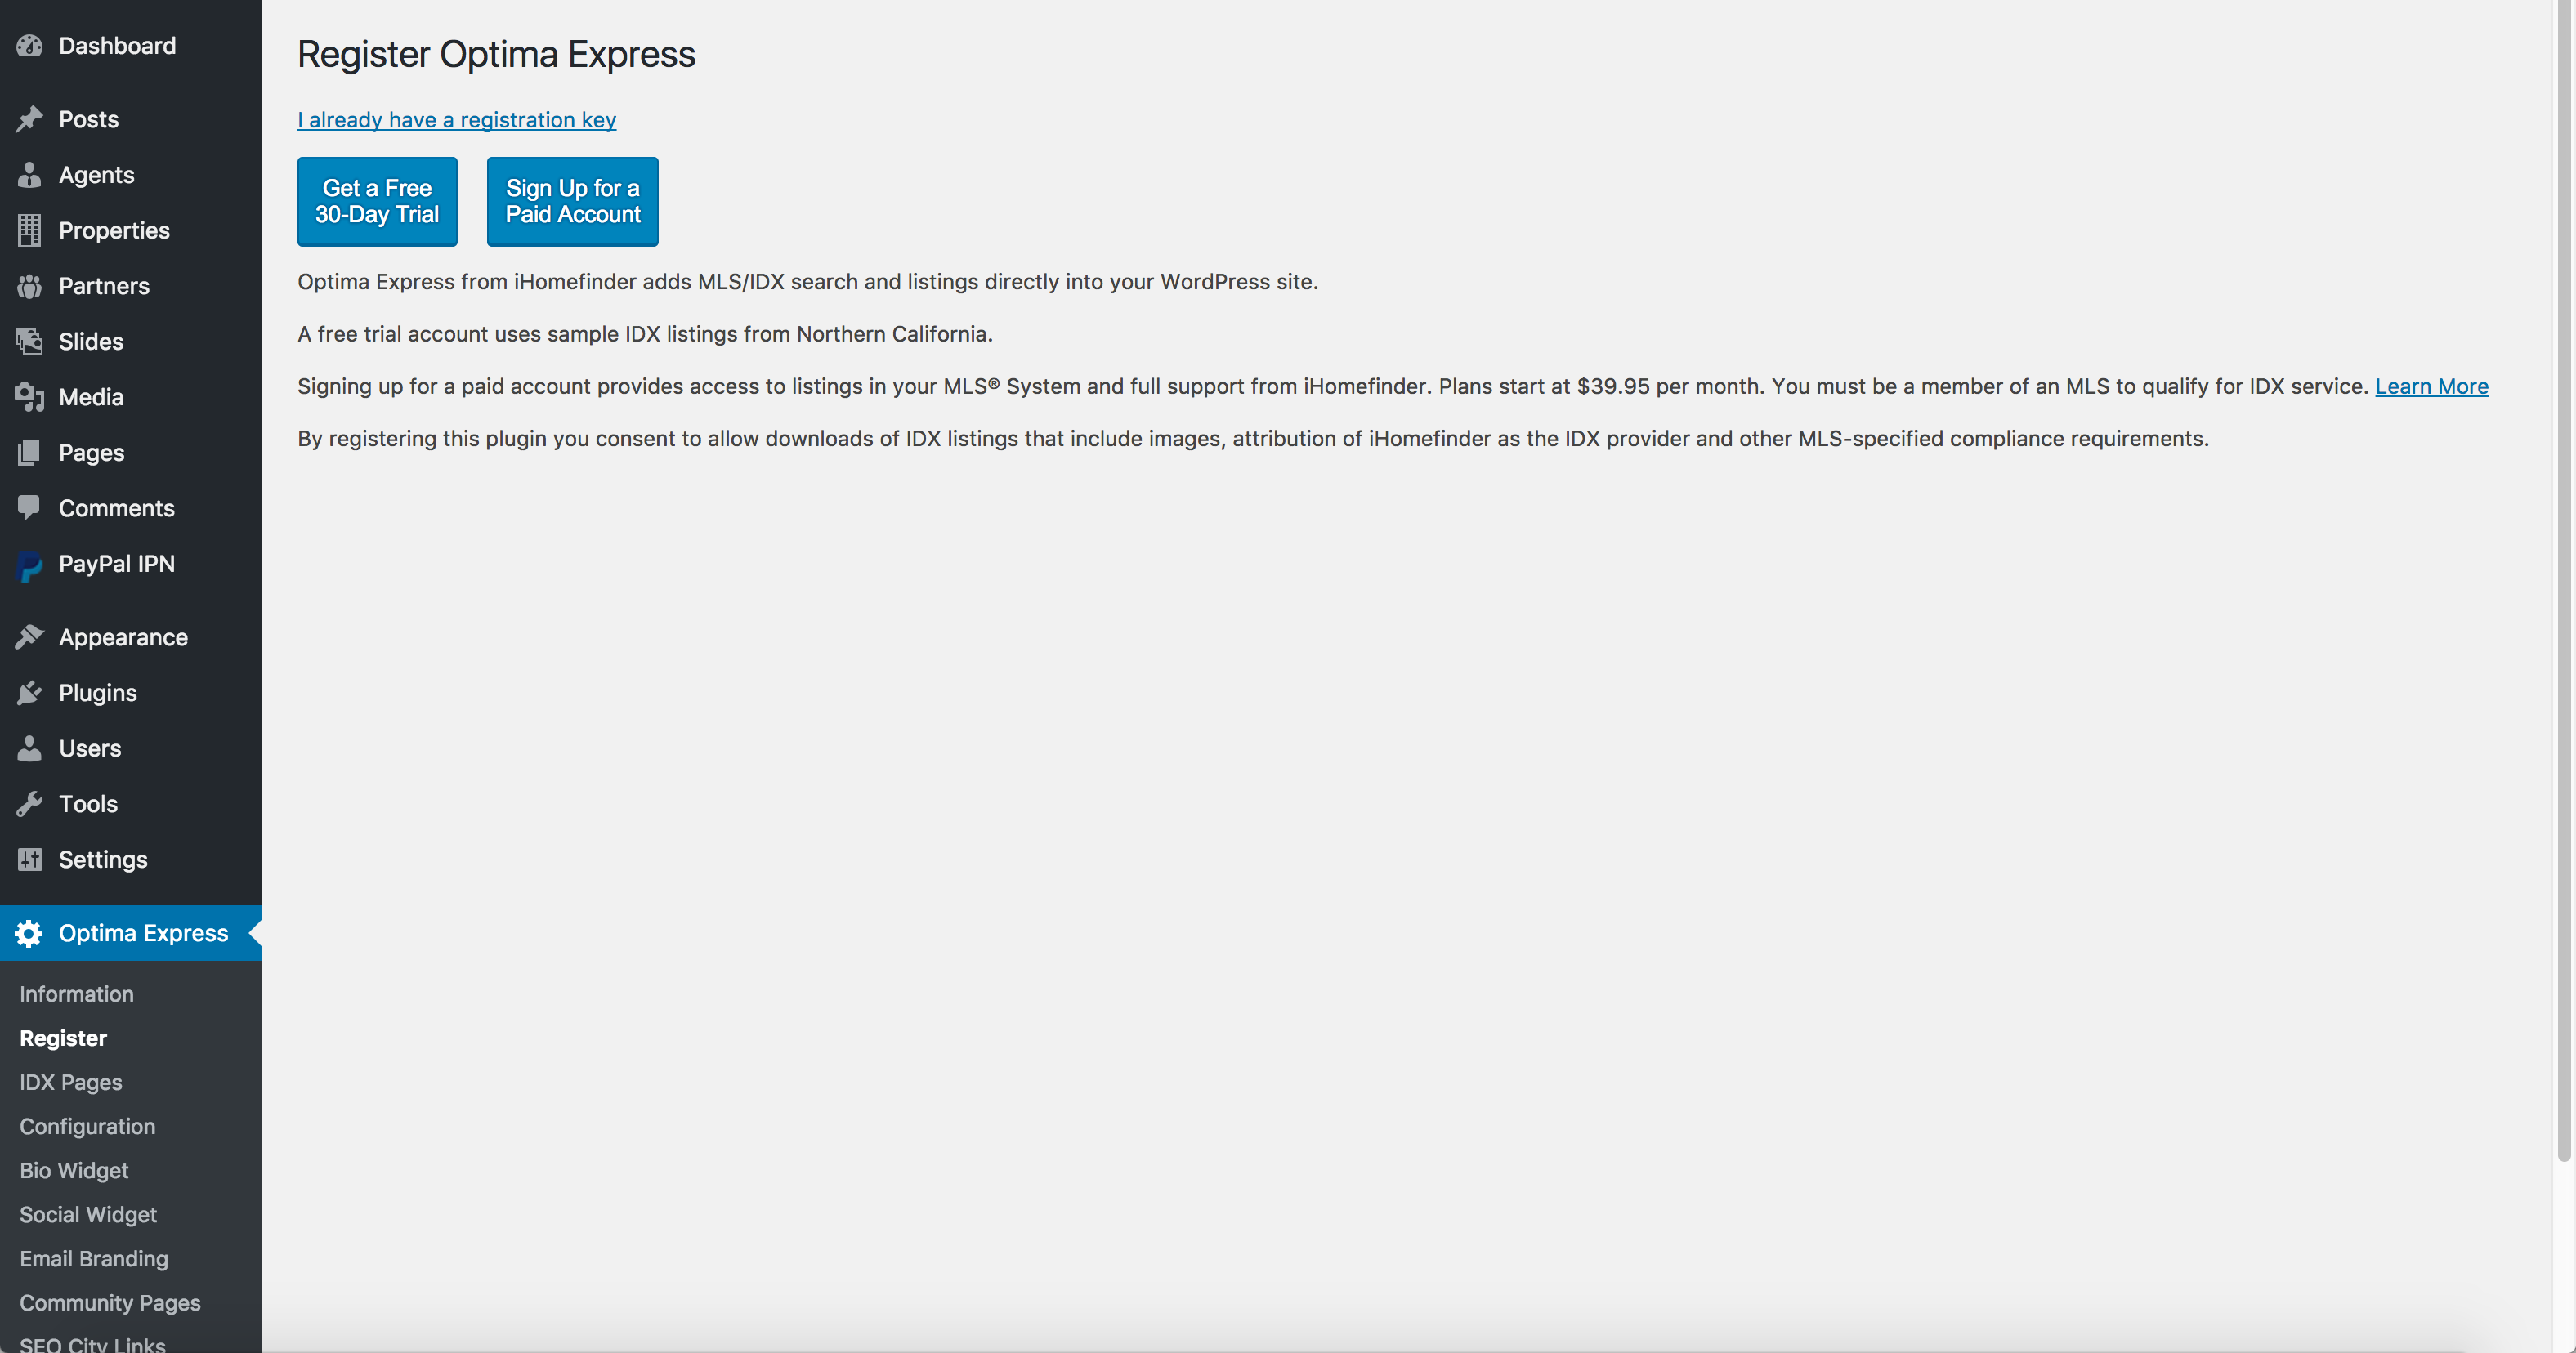 Dashboard
Posts
Agents
Properties
Partners
Slides
Media
Pages
Comments
PayPal IPN
Appearance
Plugins
Users
Tools
Settings
Optima Express
Information
Register
IDX Pages
Configuration
Bio Widget
Social Widget
Email Branding
Community Pages
SEO City Links
Register Optima Express
I already have a registration key
Get a Free
30-Day Trial
Sign Up for a
Paid Account
Optima Express from iHomefinder adds MLS/IDX search and listings directly into your WordPress site.
A free trial account uses sample IDX listings from Northern California.
Signing up for a paid account provides access to listings in your MLS® System and full support from iHomefinder. Plans start at $39.95 per month. You must be a member of an MLS to qualify for IDX service. Learn More
By registering this plugin you consent to allow downloads of IDX listings that include images, attribution of iHomefinder as the IDX provider and other MLS-specified compliance requirements.